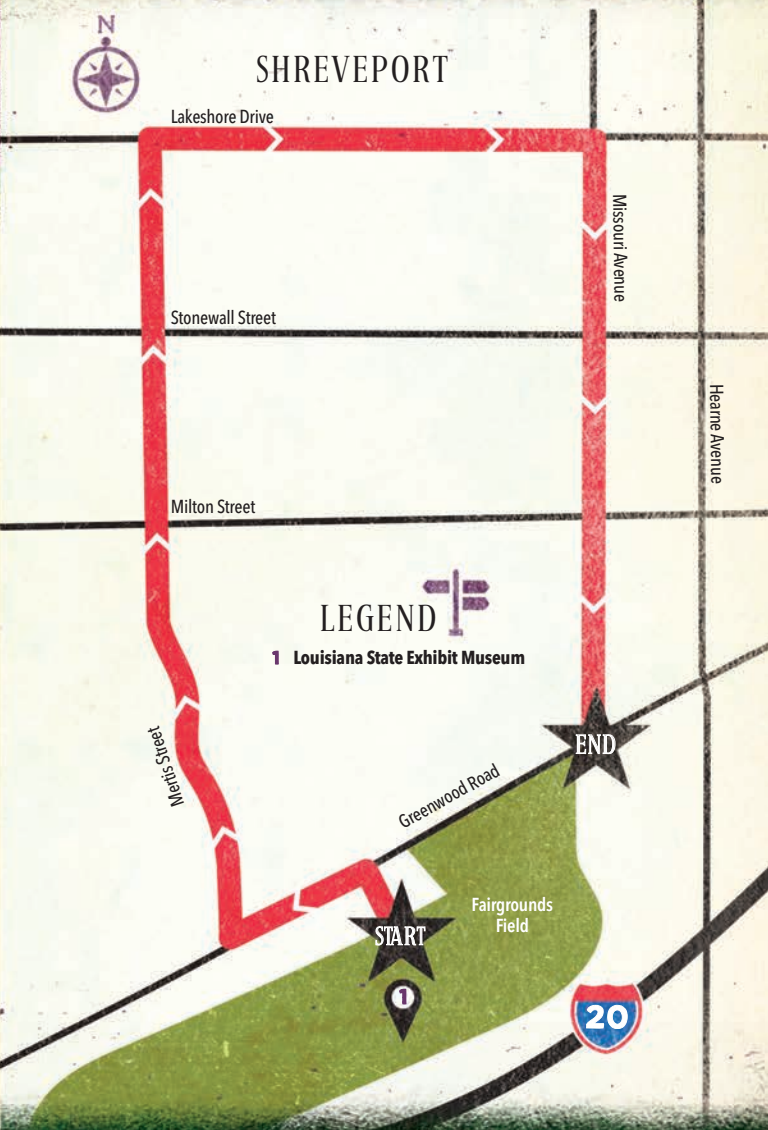 N
SHREVEPORT
Lakeshore Drive
Missouri Avenue
Stonewall Street
Hearne Avenue
Milton Street
LEGEND
1 Louisiana State Exhibit Museum
Mertis Street
END
Greenwood Road
Fairgrounds
Field
START
1
20